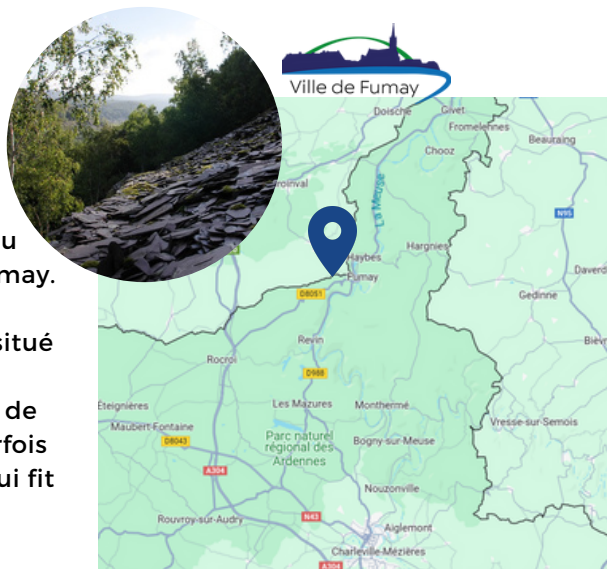 Ville de Fumay
u
may.
situé
de
rfois
ui fit
Doische
Givet
Fromelennes
Beauraing
Chooz
La Meuse
N95
Haybes
Hargnies
Fumay
Daverd
D8051
Gedinne
Revin
Bièv
Rocroi
D988
Les Mazures
Monthermé
Éteignières
Maubert-Fontaine
Vresse-sur-Semois
D8043
Parc naturel
régional des
Ardennes
Bogny-sur-Meuse
A304
Nouzonville
Rouvroy-sur-Audry
N43
Aiglemont
Charleville-Mézières
A304